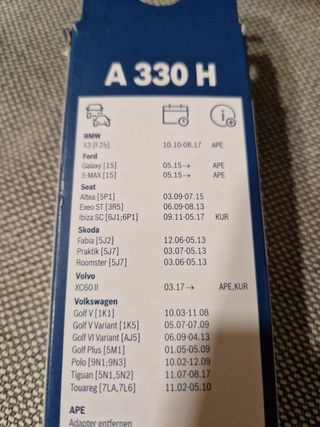 A 330 H
BMW
X3 [F25] 10.10-08.17 APE
Ford
Galaxy [15] 05.15→ APE
S-MAX [15] 05.15→ APE
Seat
Altea [5P1] 03.09-07.15
Exeo ST [3R5] 06.09-08.13
Ibiza SC [6J1;6P1] 09.11-05.17 KUR
Skoda
Fabia [5J2] 12.06-05.13
Praktik [5J7] 03.07-05.13
Roomster [5J7] 03.06-05.13
Volvo
XC60 II 03.17→ APE,KUR
Volkswagen
Golf V [1K1] 10.03-11.08
Golf V Variant [1K5] 05.07-07.09
Golf VI Variant [AJ5] 06.09-04.13
Golf Plus [5M1] 01.05-05.09
Polo [9N1;9N3] 10.02-12.09
Tiguan [5N1,5N2] 11.07-08.17
Touareg [7LA,7L6] 11.02-05.10
APE
Adapter entfernen